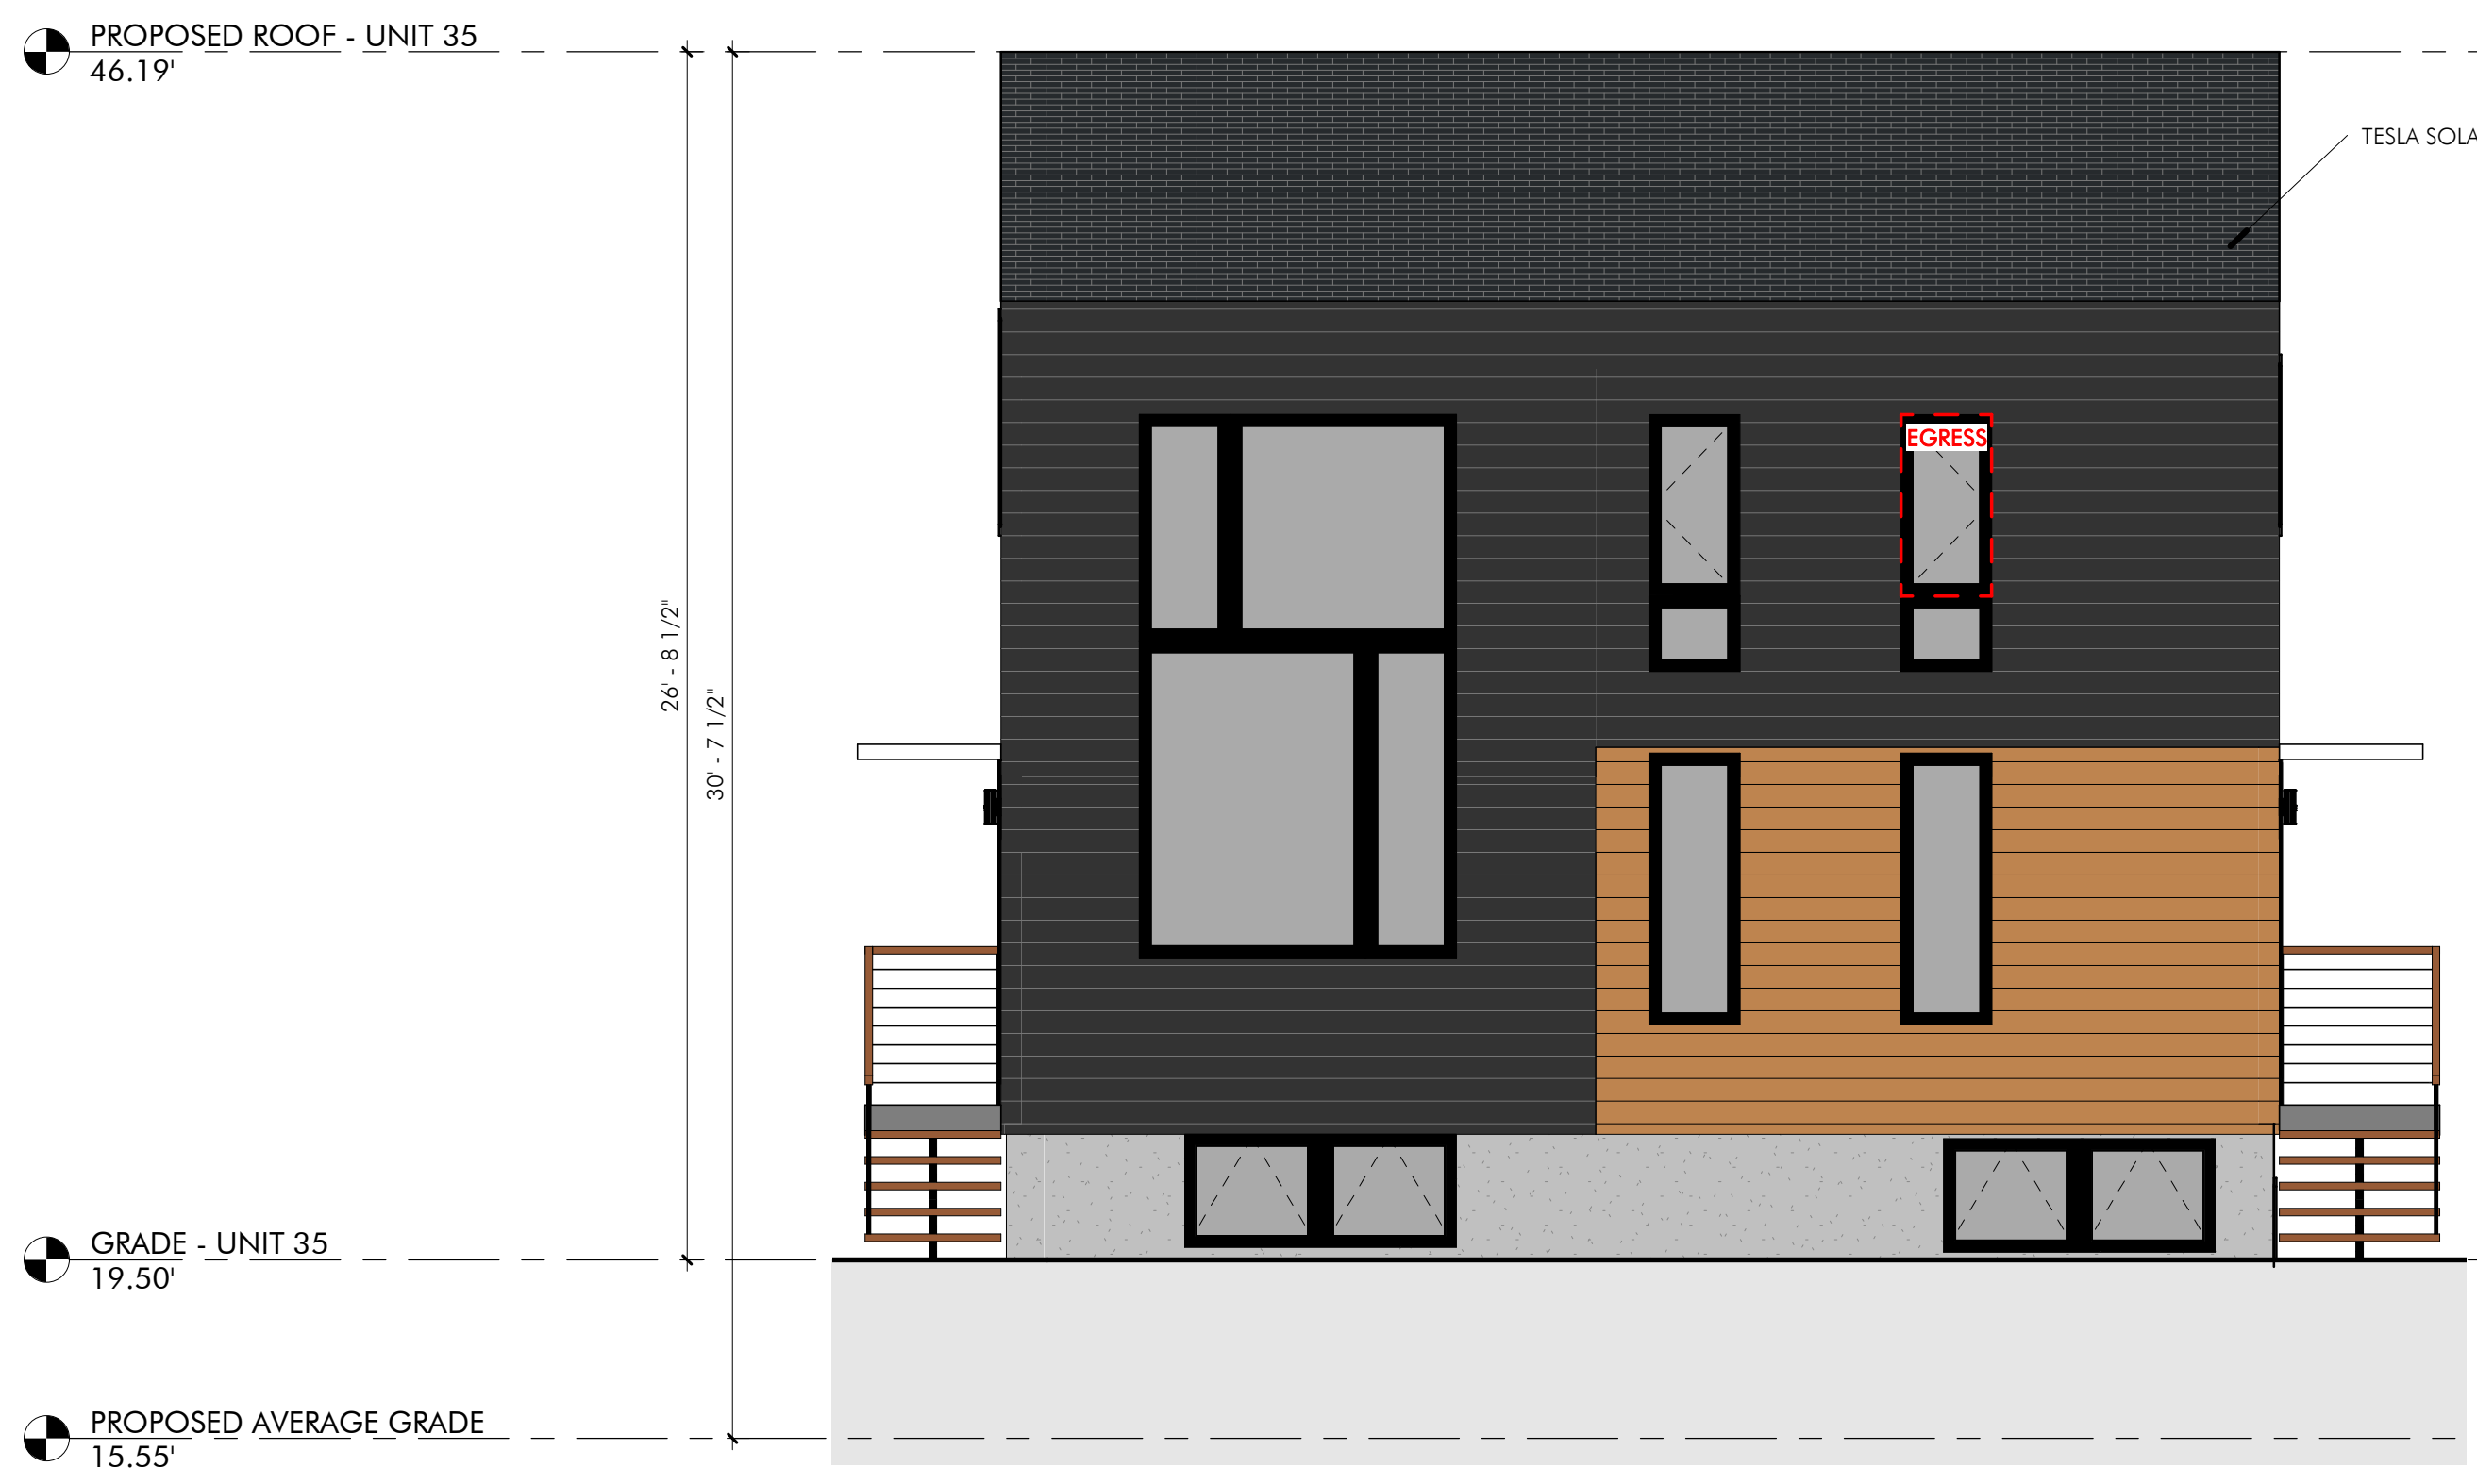 PROPOSED ROOF - UNIT 35
46.19'
TESLA SOLA
EGRESS
26' - 8 1/2"
30' - 7 1/2"
GRADE - UNIT 35
19.50'
PROPOSED AVERAGE GRADE
15.55'